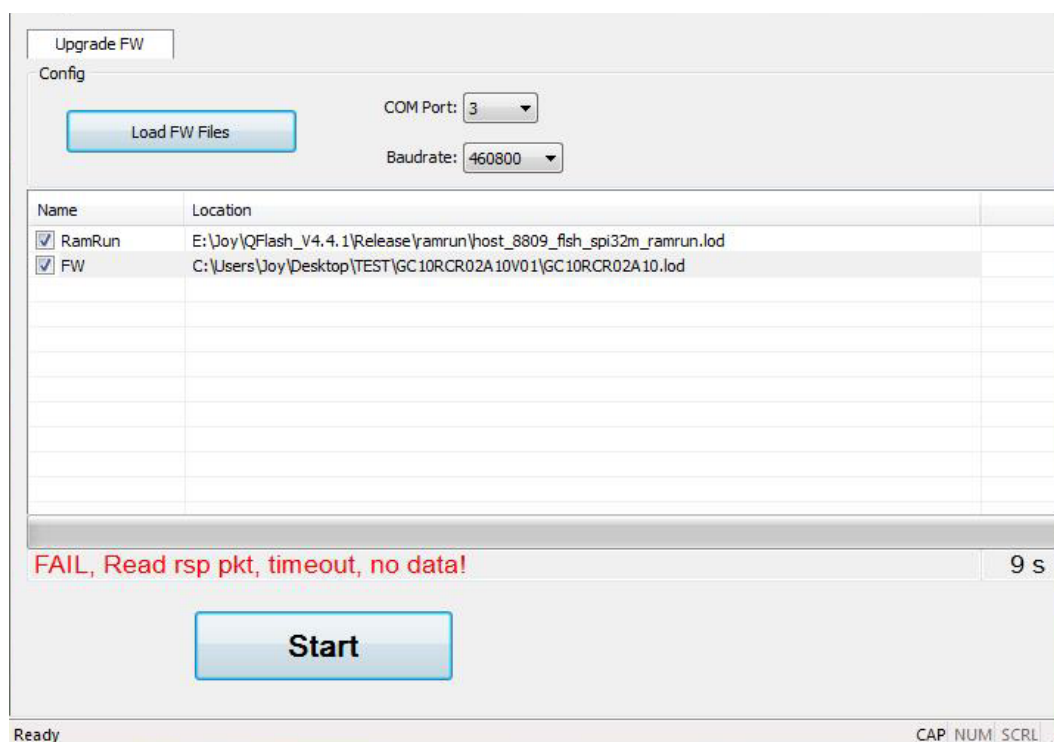 Upgrade FW
Config
Load FW Files
COM Port: 3
Baudrate: 460800
Name Location
RamRun E:\Joy\QFlash_V4.4.1\Release\ramrun\host_8809_flsh_spi32m_ramrun.lod
FW C:\Users\Joy\Desktop\TEST\GC10RCR02A10V01\GC10RCR02A10.lod
FAIL, Read rsp pkt, timeout, no data! 9 s
Start
Ready CAP NUM SCRL